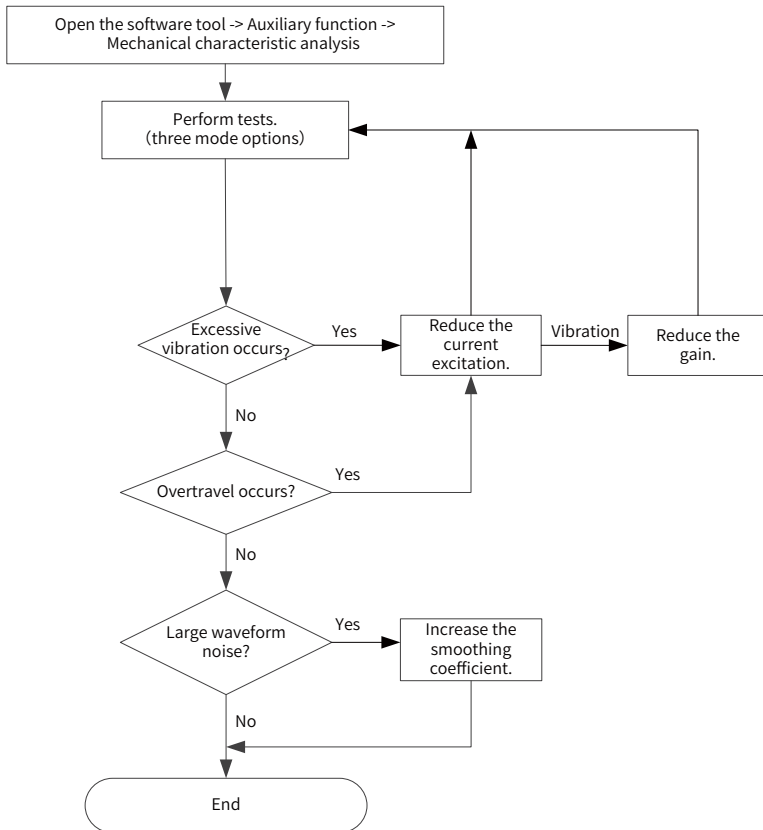 Open the software tool -> Auxiliary function ->
Mechanical characteristic analysis
Perform tests.
(three mode options)
Excessive
vibration occurs?
Yes
Reduce the
current
excitation.
Vibration
Reduce the
gain.
No
Overtravel occurs?
Yes
No
Large waveform
noise?
Yes
Increase the
smoothing
coefficient.
No
End